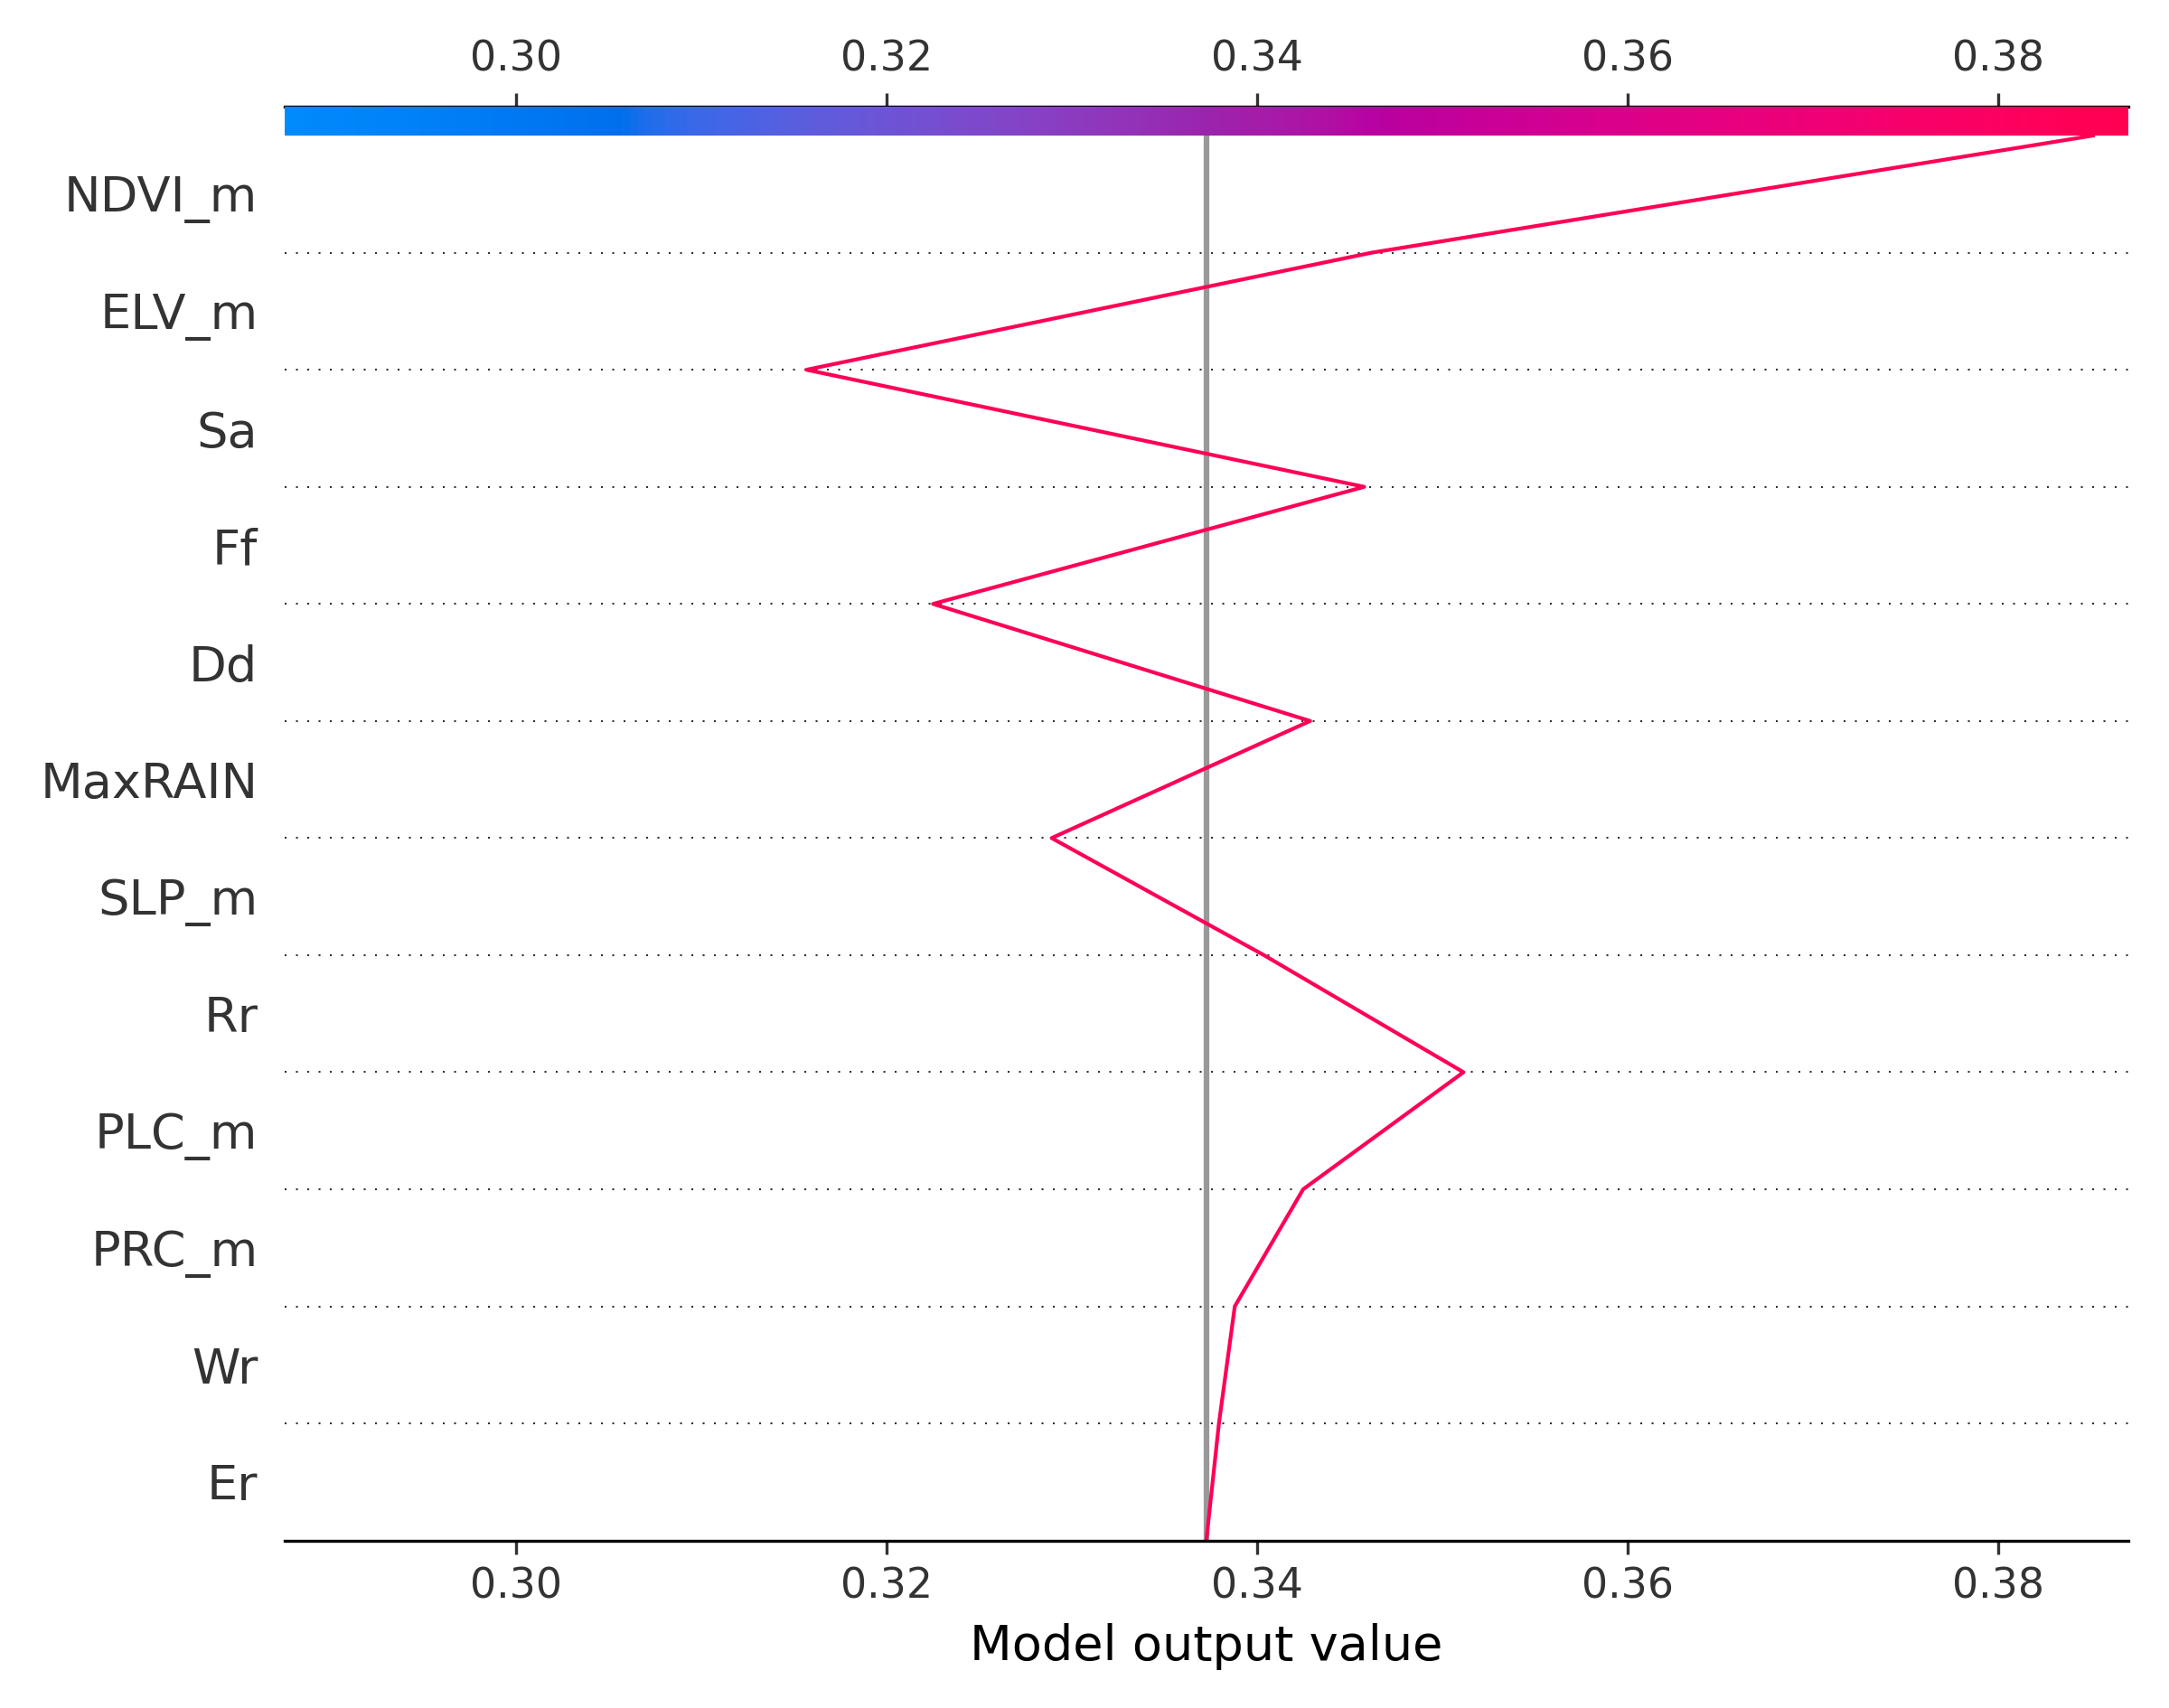 0.30 0.32 0.34 0.36 0.38
NDVI_m
ELV_m
Sa
Ff
Dd
MaxRAIN
SLP_m
Rr
PLC_m
PRC_m
Wr
Er
0.30 0.32 0.34 0.36 0.38
Model output value